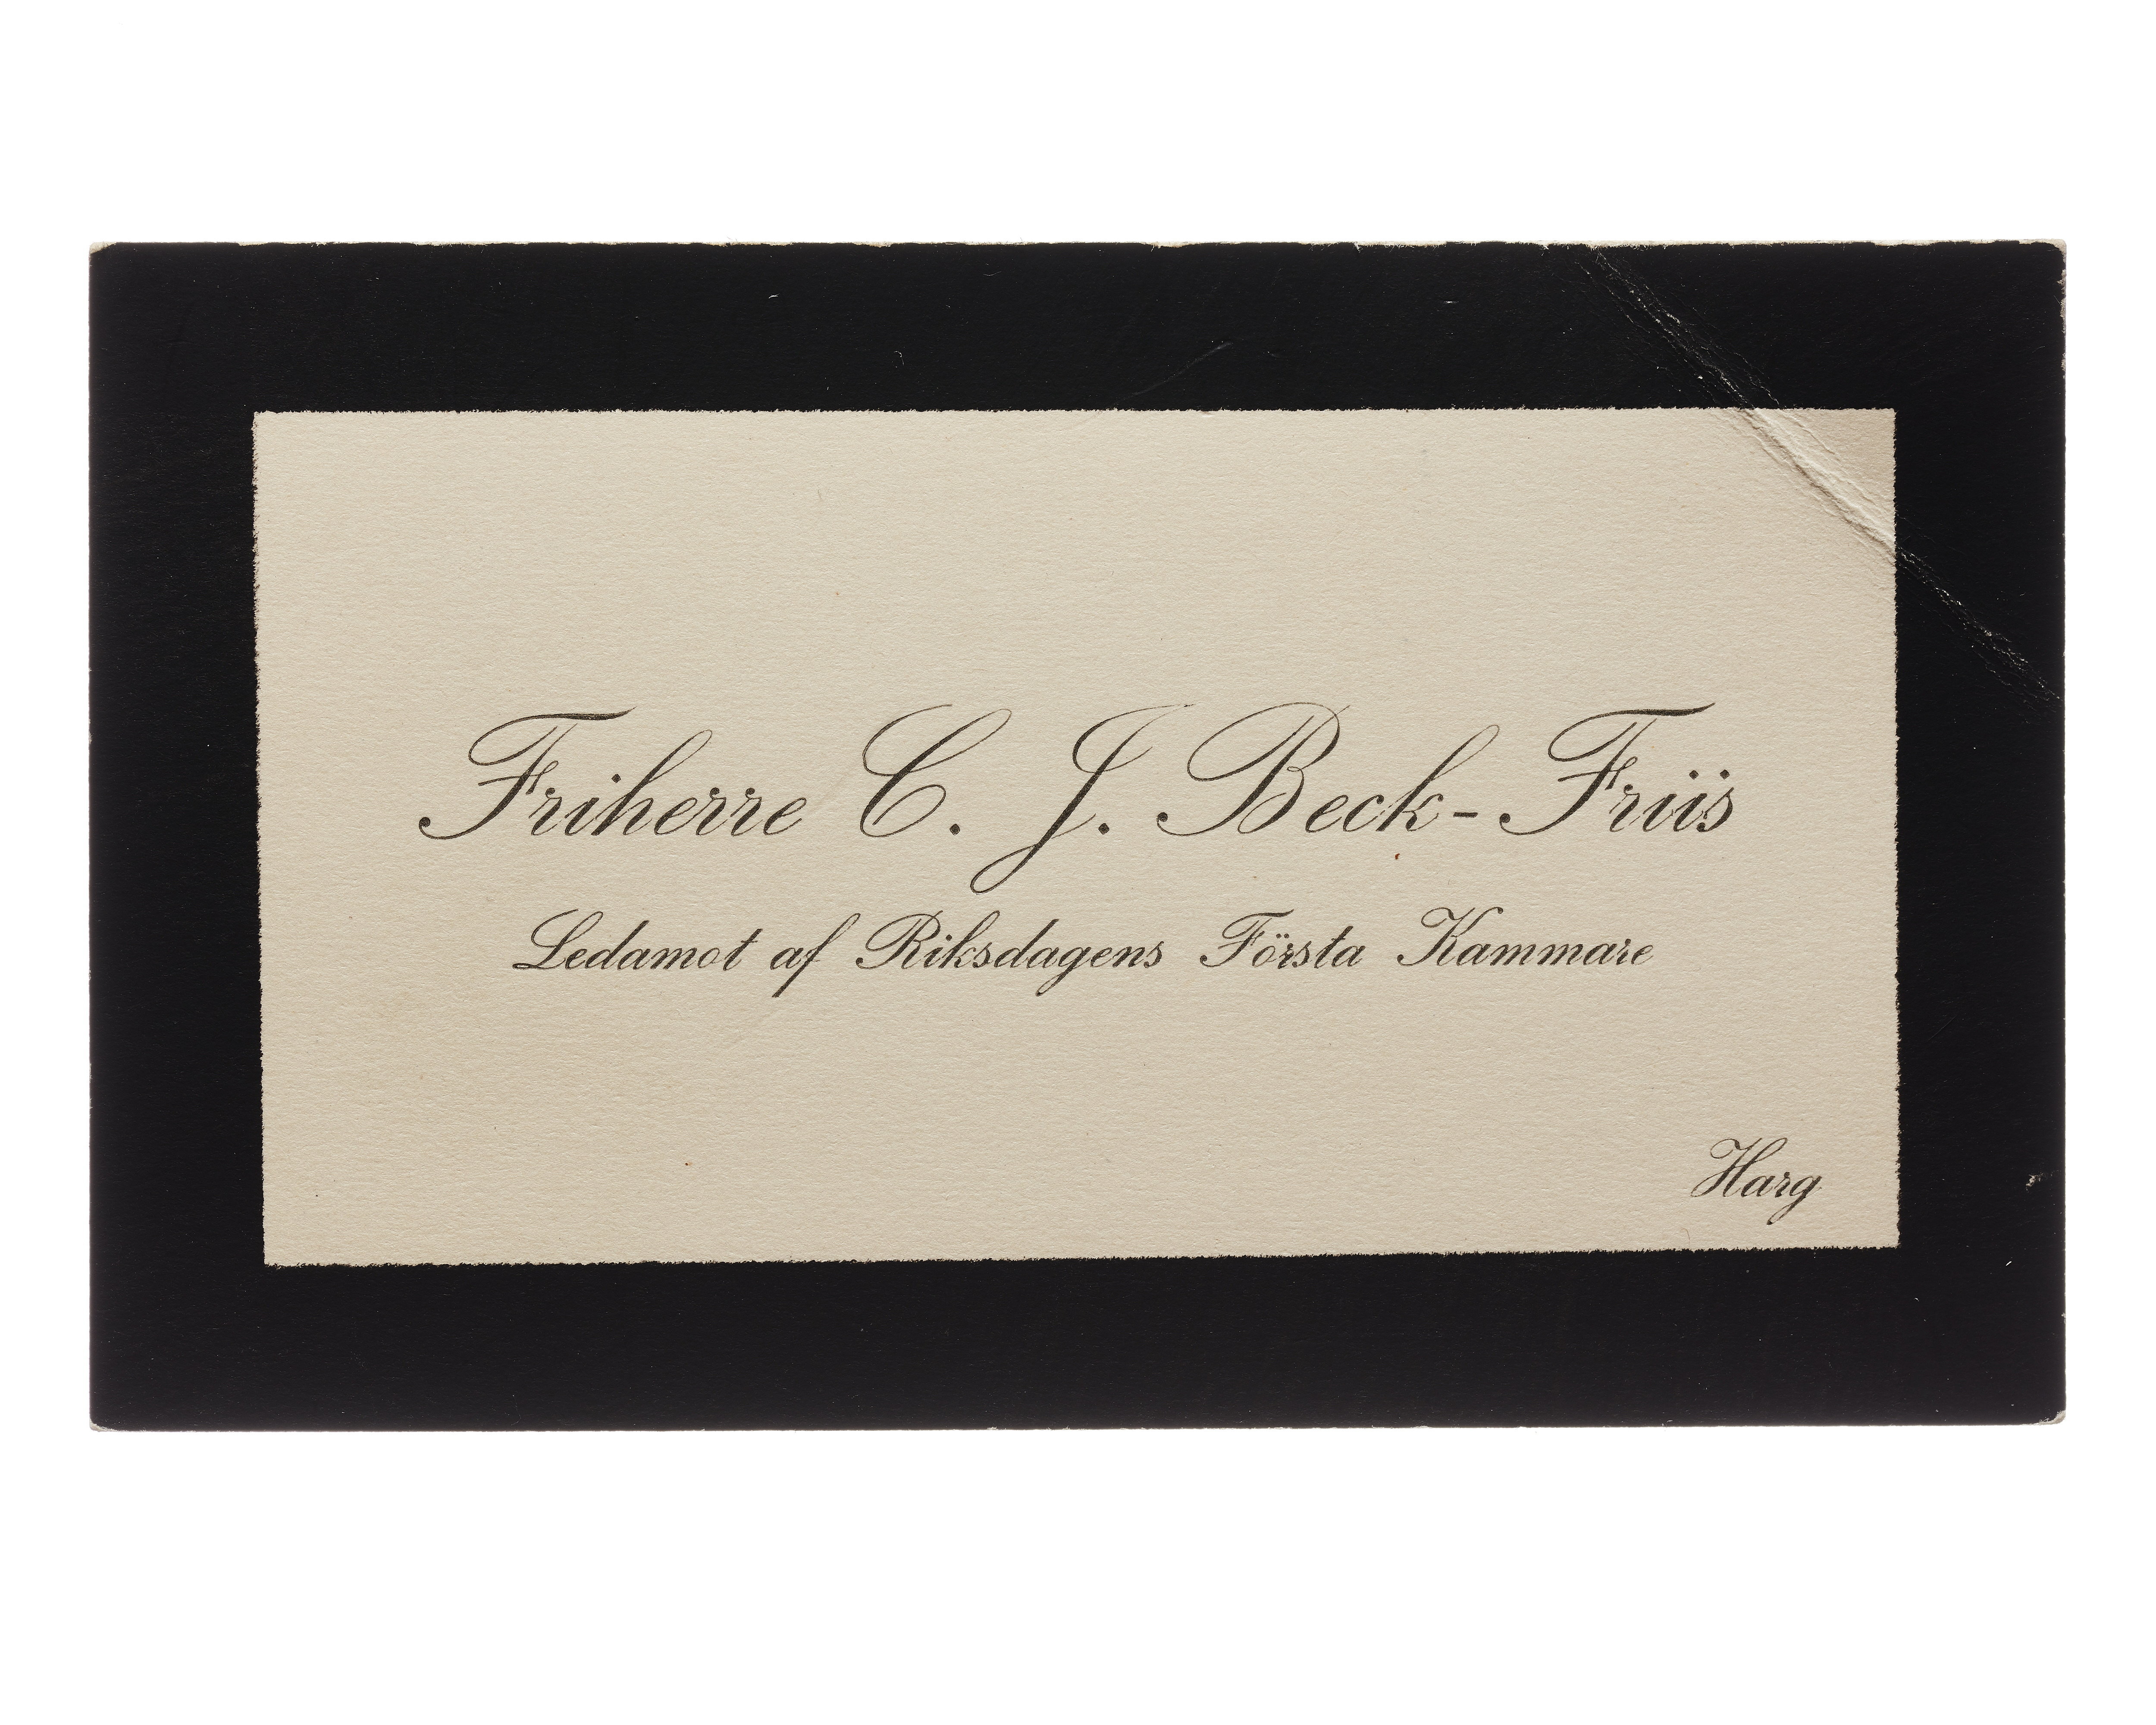 Friherre C. J. Beck-Friis
Ledamot af Riksdagens Första Kammare
Harg